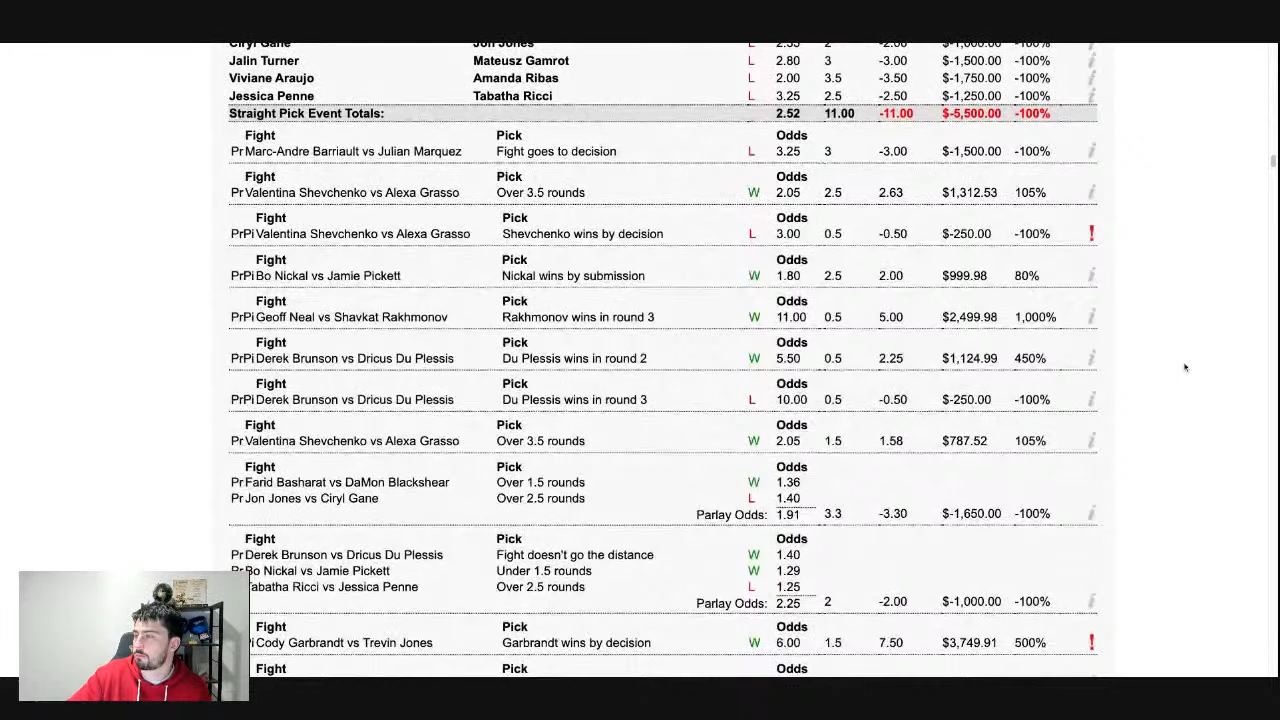 Ciryl Gane Jon Jones L 2.55 2 -2.00 $-1,000.00 -100%
Jalin Turner Mateusz Gamrot L 2.80 3 -3.00 $-1,500.00 -100%
Viviane Araujo Amanda Ribas L 2.00 3.5 -3.50 $-1,750.00 -100%
Jessica Penne Tabatha Ricci L 3.25 2.5 -2.50 $-1,250.00 -100%
Straight Pick Event Totals: 2.52 11.00 -11.00 $-5,500.00 -100%
Fight Pick Odds
Pr Marc-Andre Barriault vs Julian Marquez Fight goes to decision L 3.25 3 -3.00 $-1,500.00 -100%
Fight Pick Odds
Pr Valentina Shevchenko vs Alexa Grasso Over 3.5 rounds W 2.05 2.5 2.63 $1,312.53 105%
Fight Pick Odds
PrPi Valentina Shevchenko vs Alexa Grasso Shevchenko wins by decision L 3.00 0.5 -0.50 $-250.00 -100% !
Fight Pick Odds
PrPi Bo Nickal vs Jamie Pickett Nickal wins by submission W 1.80 2.5 2.00 $999.98 80%
Fight Pick Odds
PrPi Geoff Neal vs Shavkat Rakhmonov Rakhmonov wins in round 3 W 11.00 0.5 5.00 $2,499.98 1,000%
Fight Pick Odds
PrPi Derek Brunson vs Dricus Du Plessis Du Plessis wins in round 2 W 5.50 0.5 2.25 $1,124.99 450%
Fight Pick Odds
PrPi Derek Brunson vs Dricus Du Plessis Du Plessis wins in round 3 L 10.00 0.5 -0.50 $-250.00 -100%
Fight Pick Odds
Pr Valentina Shevchenko vs Alexa Grasso Over 3.5 rounds W 2.05 1.5 1.58 $787.52 105%
Fight Pick Odds
Pr Farid Basharat vs DaMon Blackshear Over 1.5 rounds W 1.36
Pr Jon Jones vs Ciryl Gane Over 2.5 rounds L 1.40
Parlay Odds: 1.91 3.3 -3.30 $-1,650.00 -100%
Fight Pick Odds
Pr Derek Brunson vs Dricus Du Plessis Fight doesn't go the distance W 1.40
Pr Bo Nickal vs Jamie Pickett Under 1.5 rounds W 1.29
Tabatha Ricci vs Jessica Penne Over 2.5 rounds L 1.25
Parlay Odds: 2.25 2 -2.00 $-1,000.00 -100%
Fight Pick Odds
Cody Garbrandt vs Trevin Jones Garbrandt wins by decision W 6.00 1.5 7.50 $3,749.91 500% !
Fight Pick Odds